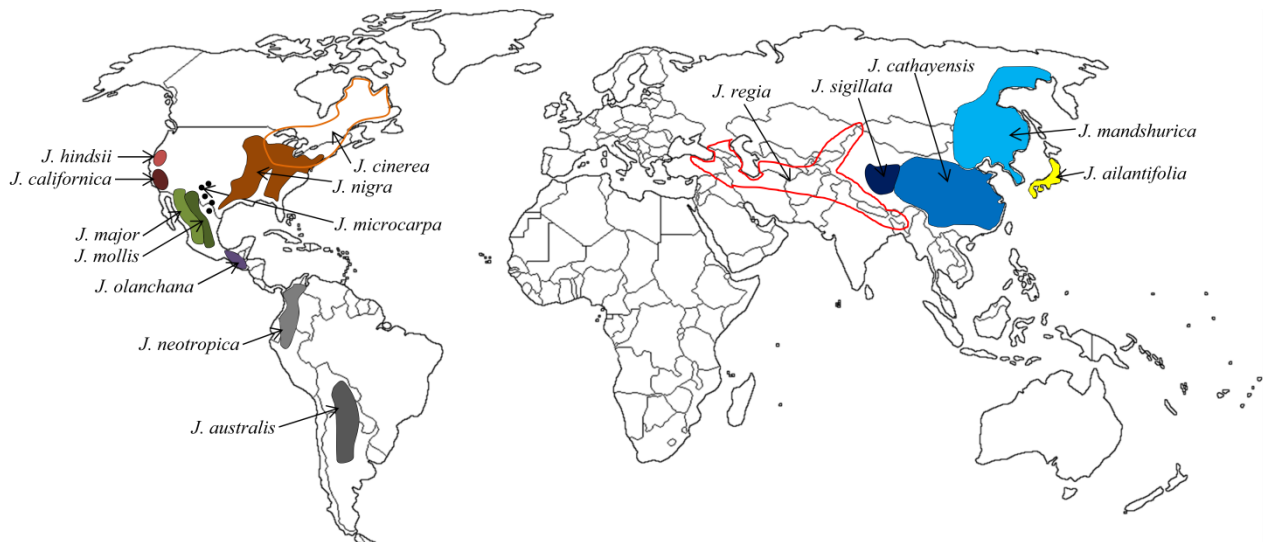 J. cathayensis
J. sigillata
J. regia
J. mandshurica
J. hindsii
J. cinerea
J. californica
J. ailantifolia
J. nigra
J. microcarpa
J. major
J. mollis
J. olanchana
J. neotropica
J. australis